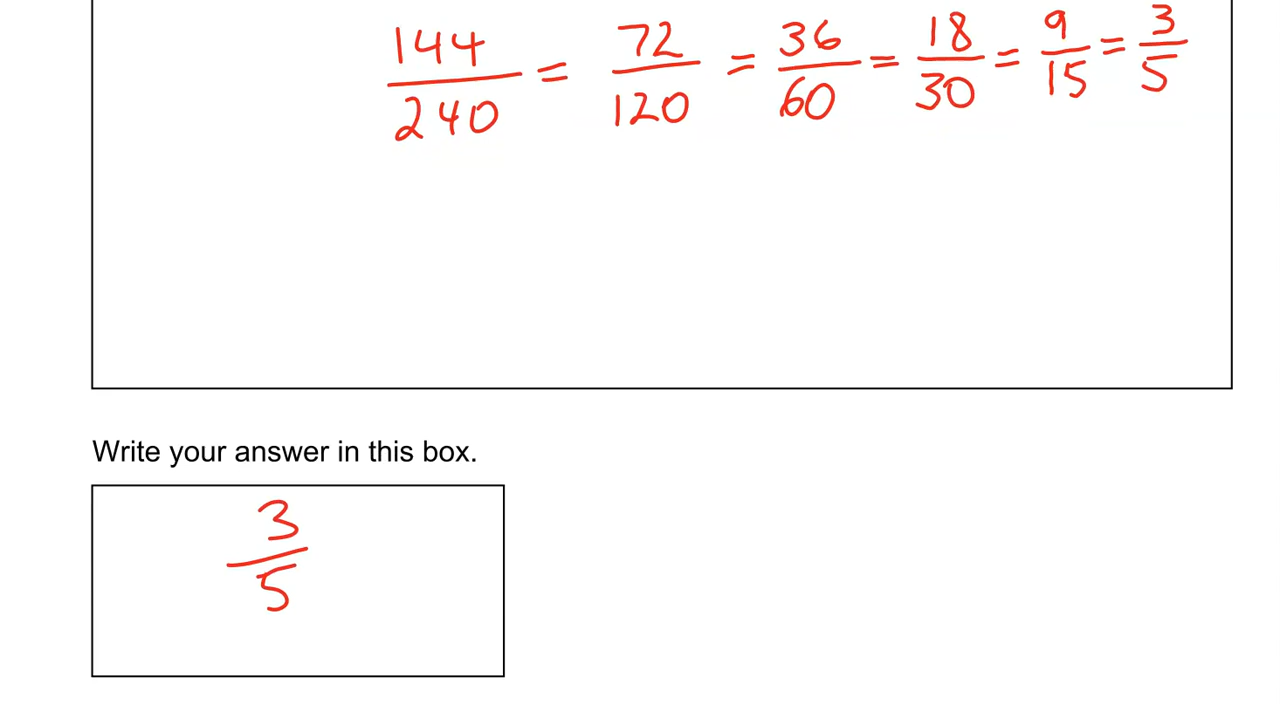 144/240 = 72/120 = 36/60 = 18/30 = 9/15 = 3/5
Write your answer in this box.
3/5